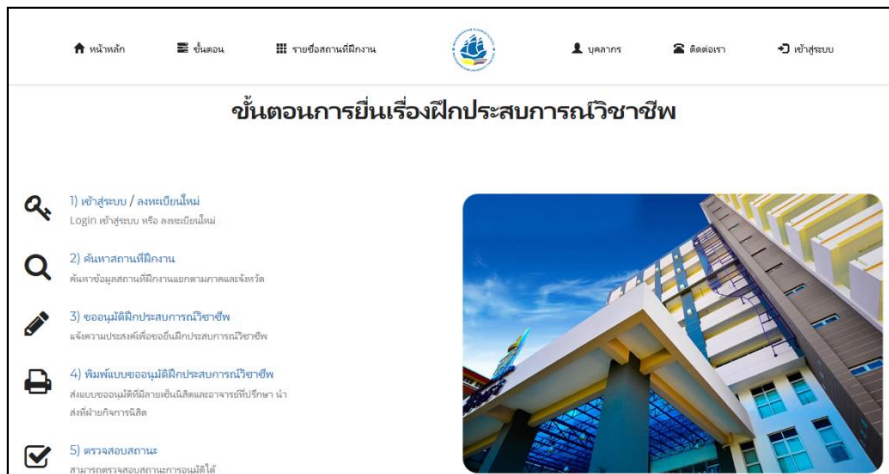 หน้าหลัก
ขั้นตอน
รายชื่อสถานที่ฝึกงาน
บุคลากร
ติดต่อเรา
เข้าสู่ระบบ
ขั้นตอนการยื่นเรื่องฝึกประสบการณ์วิชาชีพ
1) เข้าสู่ระบบ / ลงทะเบียนใหม่
Login เข้าสู่ระบบ หรือ ลงทะเบียนใหม่
2) ค้นหาสถานที่ฝึกงาน
ค้นหาข้อมูลสถานที่ฝึกงานแยกตามภาคและจังหวัด
3) ขออนุมัติฝึกประสบการณ์วิชาชีพ
แจ้งความประสงค์เพื่อขอยื่นฝึกประสบการณ์วิชาชีพ
4) พิมพ์แบบขออนุมัติฝึกประสบการณ์วิชาชีพ
ส่งแบบขออนุมัติที่มีลายเซ็นนิสิตและอาจารย์ที่ปรึกษา นำ
ส่งที่ฝ่ายกิจการนิสิต
5) ตรวจสอบสถานะ
สามารถตรวจสอบสถานะการอนุมัติได้